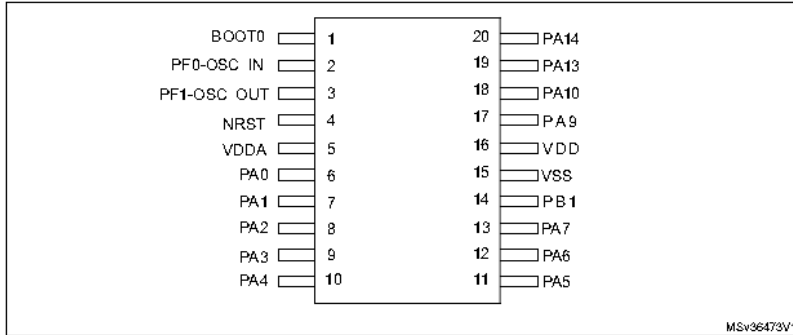 BOOT0 1 20 PA14
PF0-OSC IN 2 19 PA13
PF1-OSC OUT 3 18 PA10
NRST 4 17 PA9
VDDA 5 16 VDD
PA0 6 15 VSS
PA1 7 14 PB1
PA2 8 13 PA7
PA3 9 12 PA6
PA4 10 11 PA5
MSv36473V1